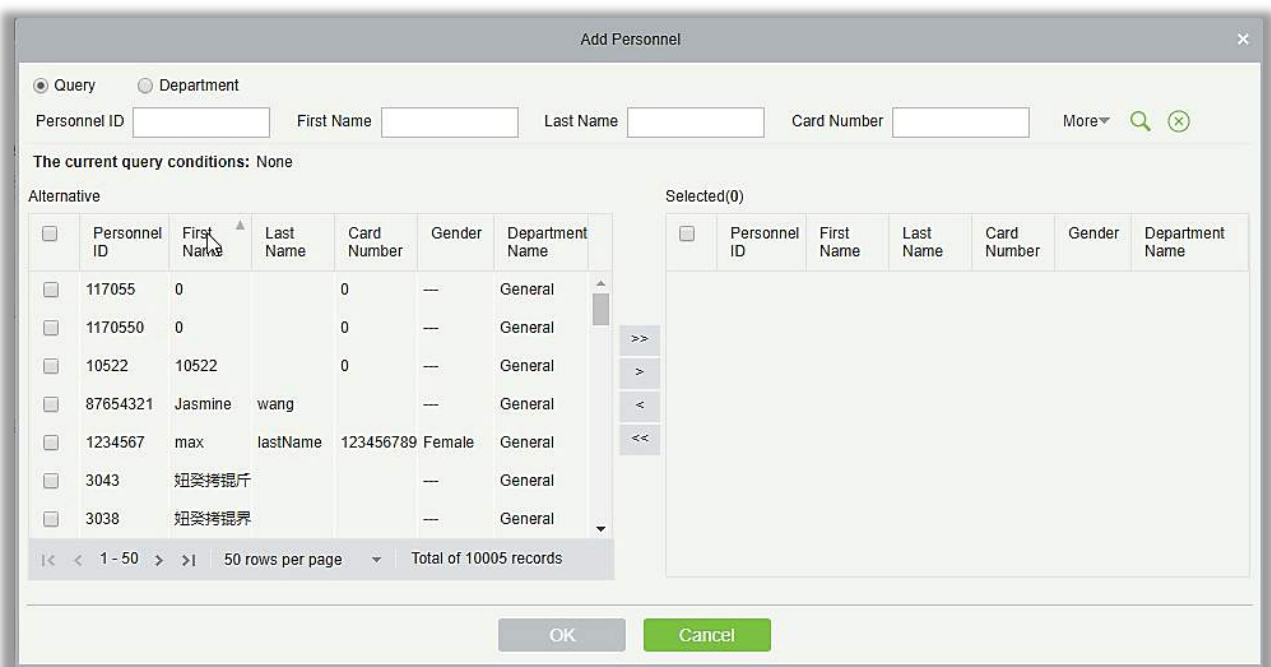 Add Personnel ×
Query Department
Personnel ID First Name Last Name Card Number More
The current query conditions: None
Alternative
Selected(0)
Personnel ID First Name Last Name Card Number Gender Department Name
Personnel ID First Name Last Name Card Number Gender Department Name
117055 0 0 --- General
1170550 0 0 --- General
10522 10522 0 --- General
87654321 Jasmine wang --- General
1234567 max lastName 123456789 Female General
3043 妞癸拷锟斤 --- General
3038 妞癸拷锟界 --- General
>>
>
<
<<
|< < 1 - 50 > >| 50 rows per page Total of 10005 records
OK Cancel